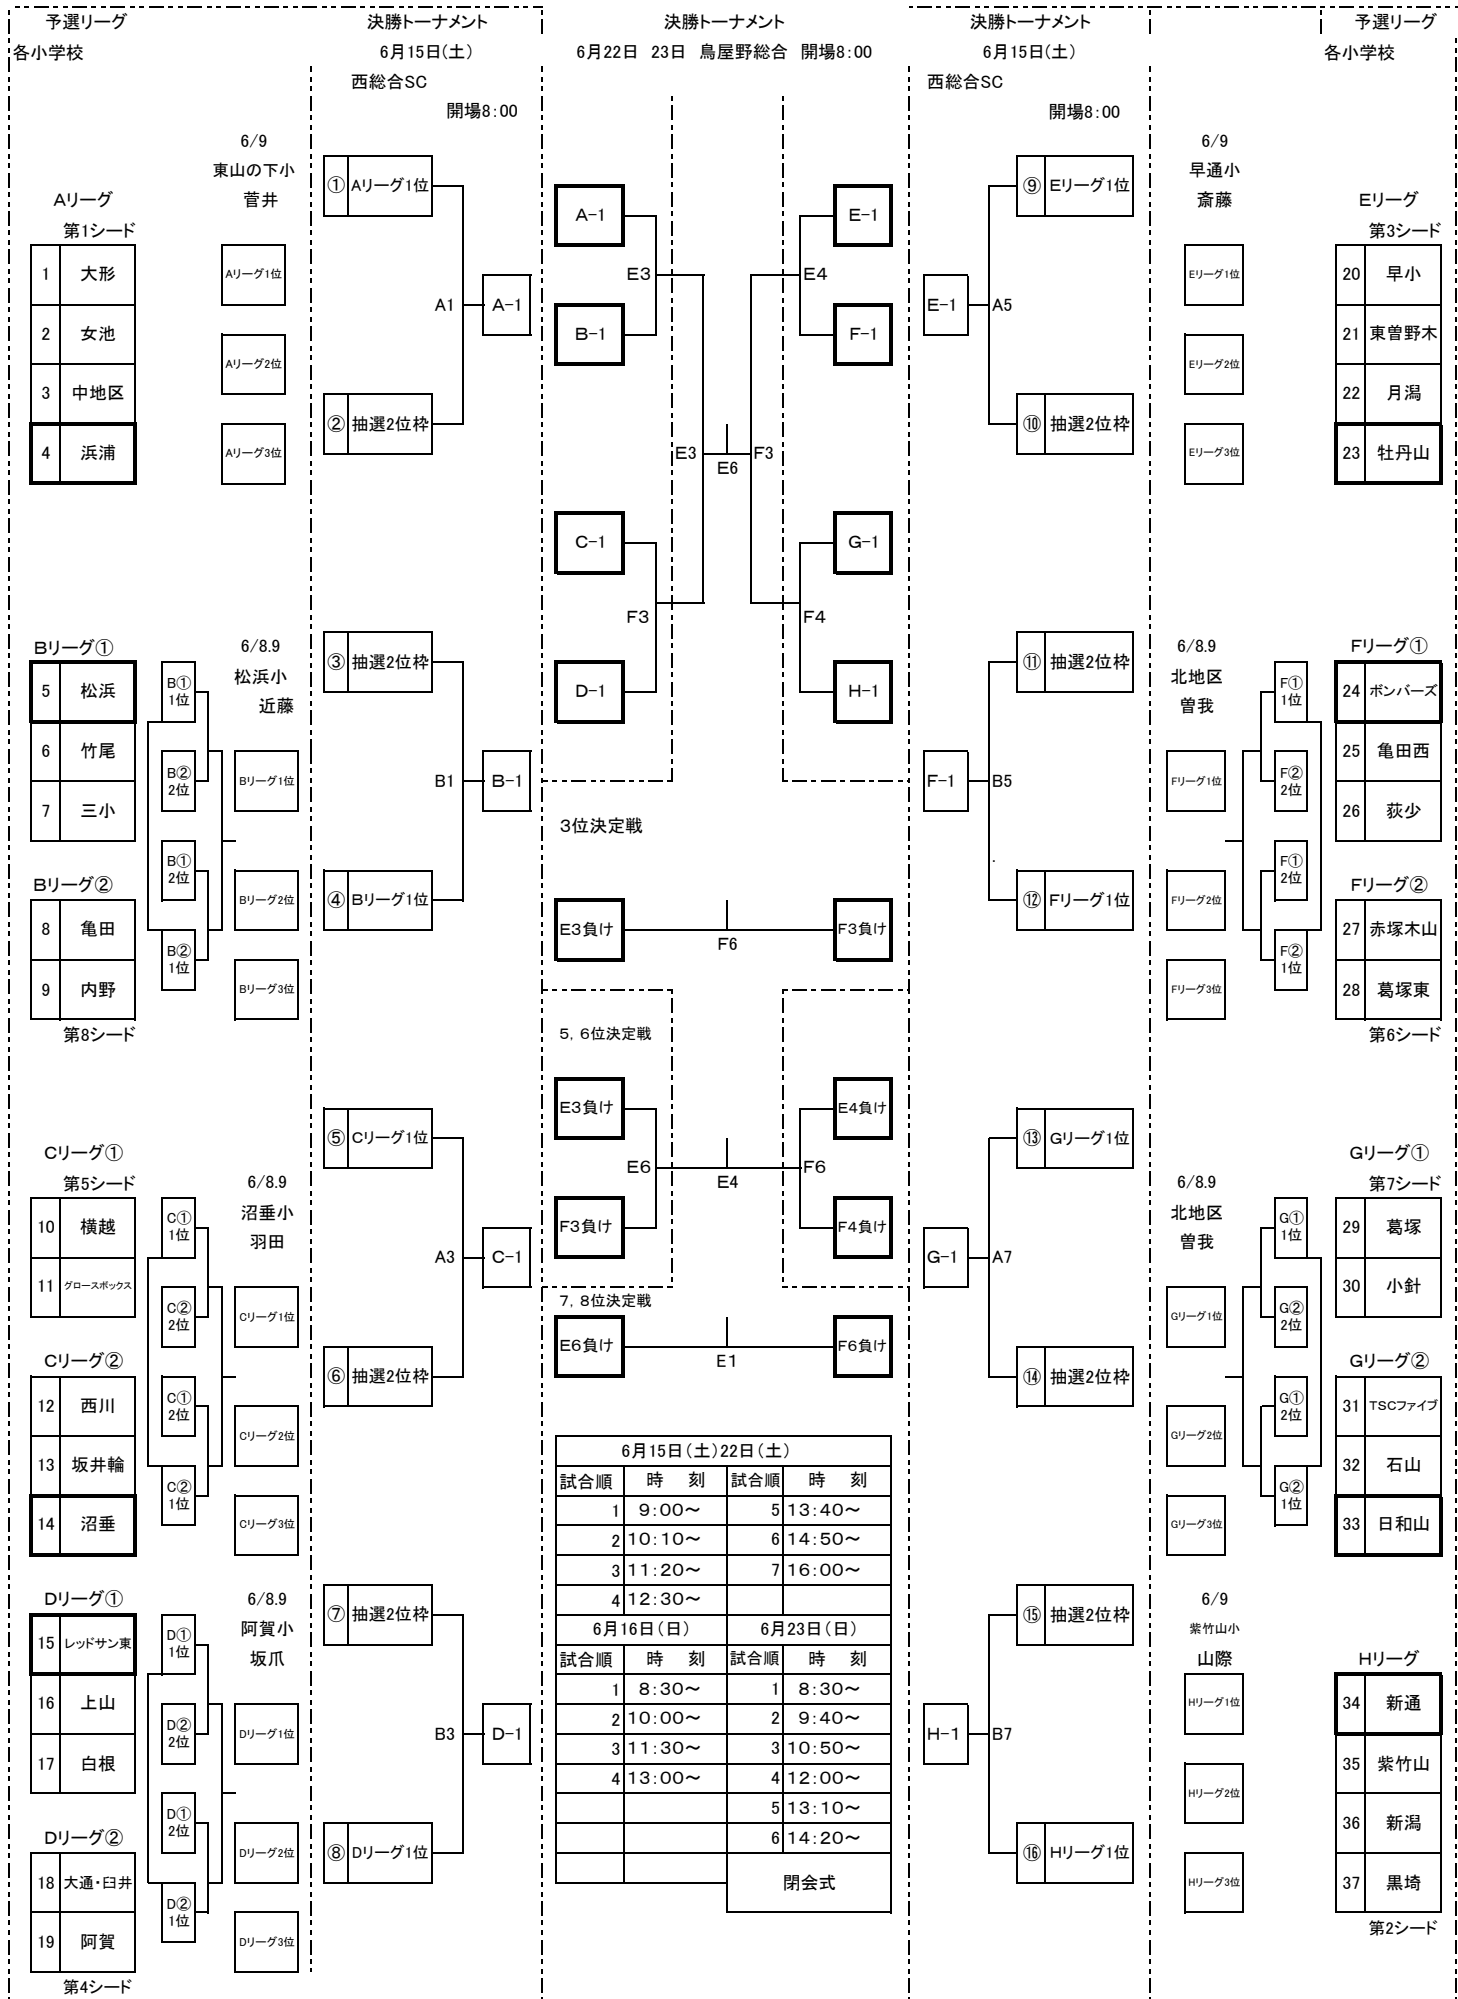 予選リーグ
各小学校
決勝トーナメント
6月15日(土)
西総合SC
開場8:00
決勝トーナメント
6月22日 23日 鳥屋野総合 開場8:00
決勝トーナメント
6月15日(土)
西総合SC
開場8:00
予選リーグ
各小学校
Aリーグ
第1シード
1 大形
2 女池
3 中地区
4 浜浦
6/9
東山の下小
菅井
Aリーグ1位
Aリーグ2位
Aリーグ3位
Bリーグ①
5 松浜
6 竹尾
7 三小
Bリーグ②
8 亀田
9 内野
第8シード
B①
1位
B②
2位
B①
2位
B②
1位
6/8.9
松浜小
近藤
Bリーグ1位
Bリーグ2位
Bリーグ3位
Cリーグ①
第5シード
10 横越
11 グロースボックス
Cリーグ②
12 西川
13 坂井輪
14 沼垂
C①
1位
C②
2位
C①
2位
C②
1位
6/8.9
沼垂小
羽田
Cリーグ1位
Cリーグ2位
Cリーグ3位
Dリーグ①
15 レッドサン東
16 上山
17 白根
Dリーグ②
18 大通・臼井
19 阿賀
第4シード
D①
1位
D②
2位
D①
2位
D②
1位
6/8.9
阿賀小
坂爪
Dリーグ1位
Dリーグ2位
Dリーグ3位
① Aリーグ1位
A1
A-1
② 抽選2位枠
③ 抽選2位枠
B1
B-1
④ Bリーグ1位
⑤ Cリーグ1位
A3
C-1
⑥ 抽選2位枠
⑦ 抽選2位枠
B3
D-1
⑧ Dリーグ1位
A-1
E3
B-1
C-1
F3
D-1
E3
E6
F3
E-1
E4
F-1
G-1
F4
H-1
3位決定戦
E3負け
F6
F3負け
5,6位決定戦
E3負け
E6
F3負け
E4
E4負け
F6
F4負け
7,8位決定戦
E6負け
E1
F6負け
6月15日(土)22日(土)
試合順 時 刻 試合順 時 刻
1 9:00～ 5 13:40～
2 10:10～ 6 14:50～
3 11:20～ 7 16:00～
4 12:30～
6月16日(日) 6月23日(日)
試合順 時 刻 試合順 時 刻
1 8:30～ 1 8:30～
2 10:00～ 2 9:40～
3 11:30～ 3 10:50～
4 13:00～ 4 12:00～
5 13:10～
6 14:20～
閉会式
⑨ Eリーグ1位
E-1
A5
⑩ 抽選2位枠
⑪ 抽選2位枠
F-1
B5
⑫ Fリーグ1位
⑬ Gリーグ1位
G-1
A7
⑭ 抽選2位枠
⑮ 抽選2位枠
H-1
B7
⑯ Hリーグ1位
6/9
早通小
斎藤
Eリーグ1位
Eリーグ2位
Eリーグ3位
Eリーグ
第3シード
20 早小
21 東曽野木
22 月潟
23 牡丹山
6/8.9
北地区
曽我
Fリーグ1位
Fリーグ2位
Fリーグ3位
F①
1位
F②
2位
F①
2位
F②
1位
Fリーグ①
24 ボンバーズ
25 亀田西
26 荻少
Fリーグ②
27 赤塚木山
28 葛塚東
第6シード
6/8.9
北地区
曽我
Gリーグ1位
Gリーグ2位
Gリーグ3位
G①
1位
G②
2位
G①
2位
G②
1位
Gリーグ①
第7シード
29 葛塚
30 小針
Gリーグ②
31 TSCファイブ
32 石山
33 日和山
6/9
紫竹山小
山際
Hリーグ1位
Hリーグ2位
Hリーグ3位
Hリーグ
34 新通
35 紫竹山
36 新潟
37 黒埼
第2シード